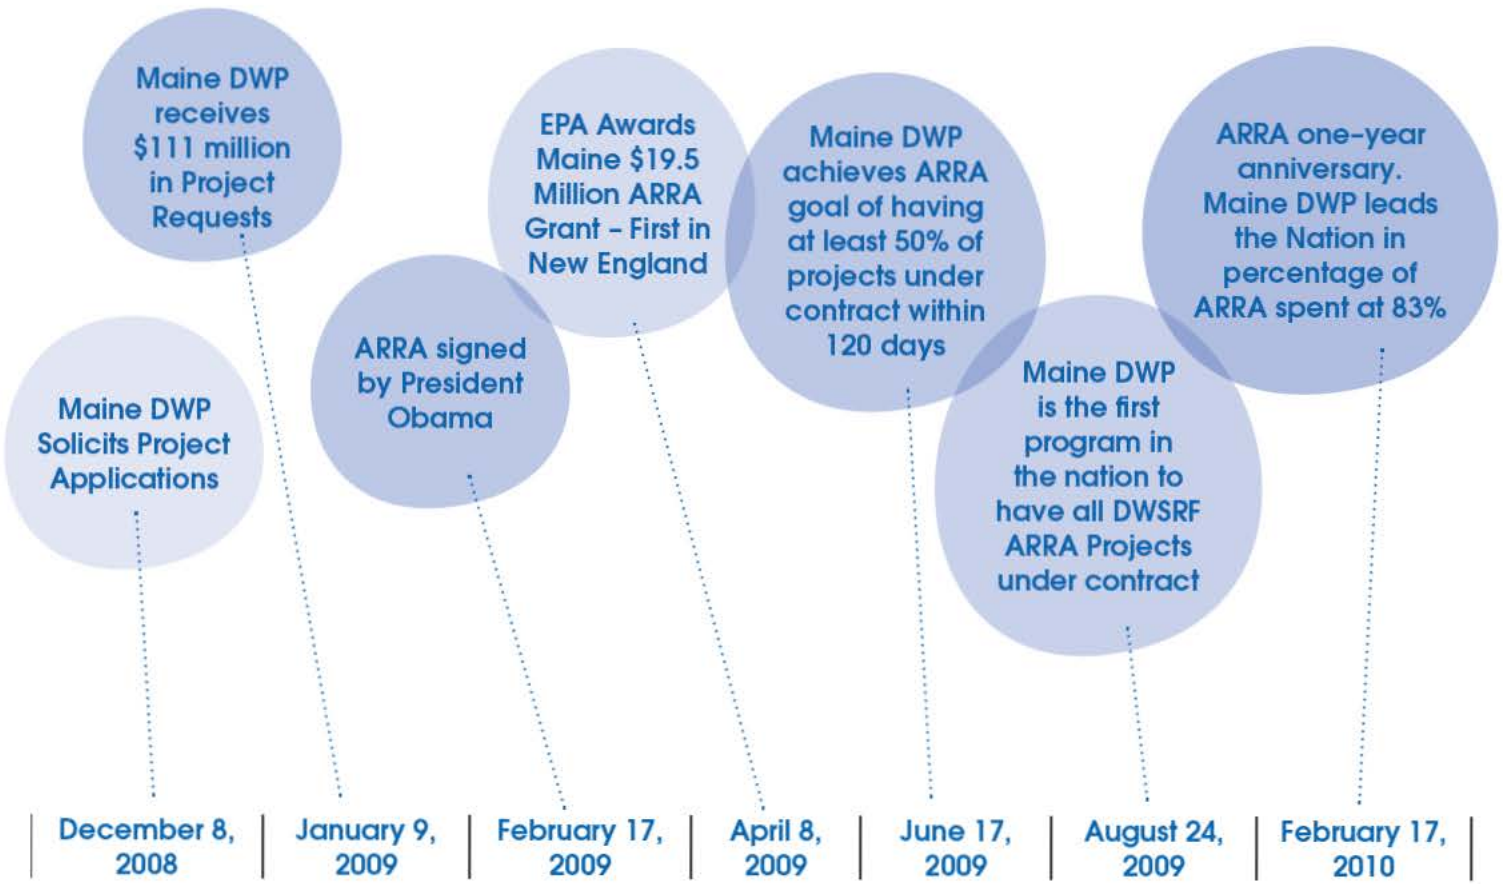 Maine DWP
receives
$111 million
in Project
Requests
EPA Awards
Maine $19.5
Million ARRA
Grant – First in
New England
Maine DWP
achieves ARRA
goal of having
at least 50% of
projects under
contract within
120 days
ARRA one-year
anniversary.
Maine DWP leads
the Nation in
percentage of
ARRA spent at 83%
Maine DWP
Solicits Project
Applications
ARRA signed
by President
Obama
Maine DWP
is the first
program in
the nation to
have all DWSRF
ARRA Projects
under contract
December 8,
2008
January 9,
2009
February 17,
2009
April 8,
2009
June 17,
2009
August 24,
2009
February 17,
2010